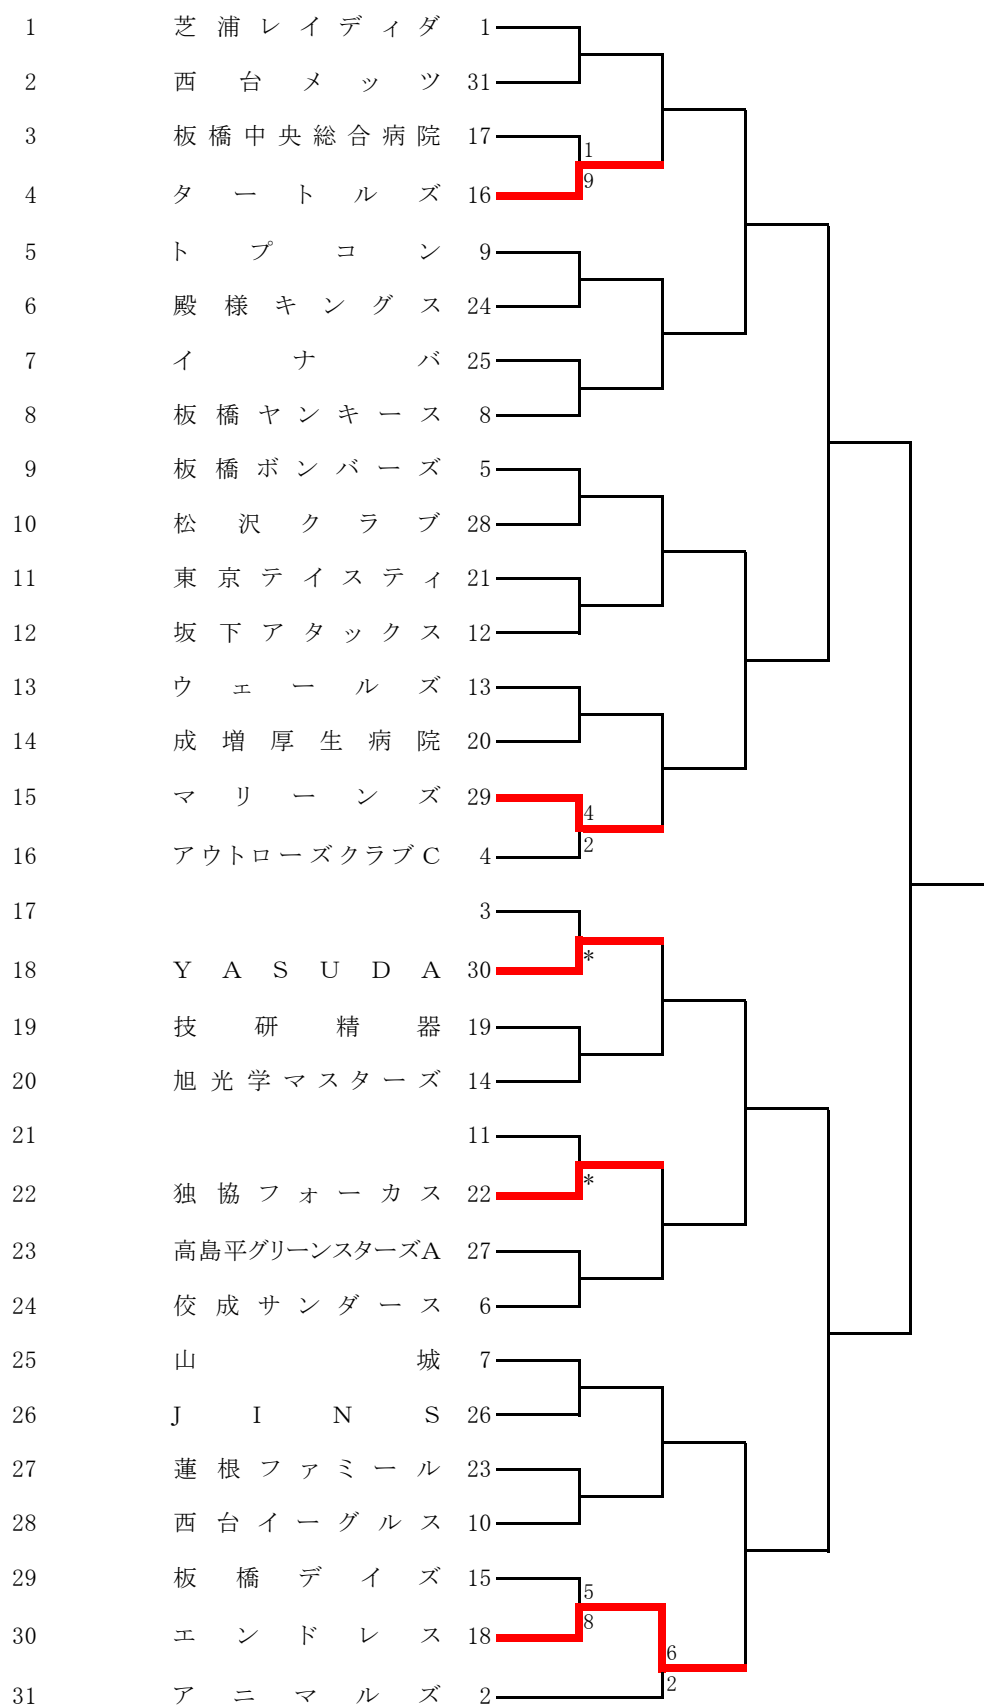 1 芝浦レイディダ 1
2 西台メッツ 31
3 板橋中央総合病院 17
1
9
4 タートルズ 16
5 トプコン 9
6 殿様キングス 24
7 イナバ 25
8 板橋ヤンキース 8
9 板橋ボンバーズ 5
10 松沢クラブ 28
11 東京テイスティ 21
12 坂下アタックス 12
13 ウェールズ 13
14 成増厚生病院 20
15 マリーンズ 29
4
2
16 アウトローズクラブC 4
17 3
*
18 YASUDA 30
19 技研精器 19
20 旭光学マスターズ 14
21 11
*
22 独協フォーカス 22
23 高島平グリーンスターズA 27
24 佼成サンダース 6
25 山城 7
26 JINS 26
27 蓮根ファミール 23
28 西台イーグルス 10
29 板橋デイズ 15
5
8
30 エンドレス 18
6
2
31 アニマルズ 2